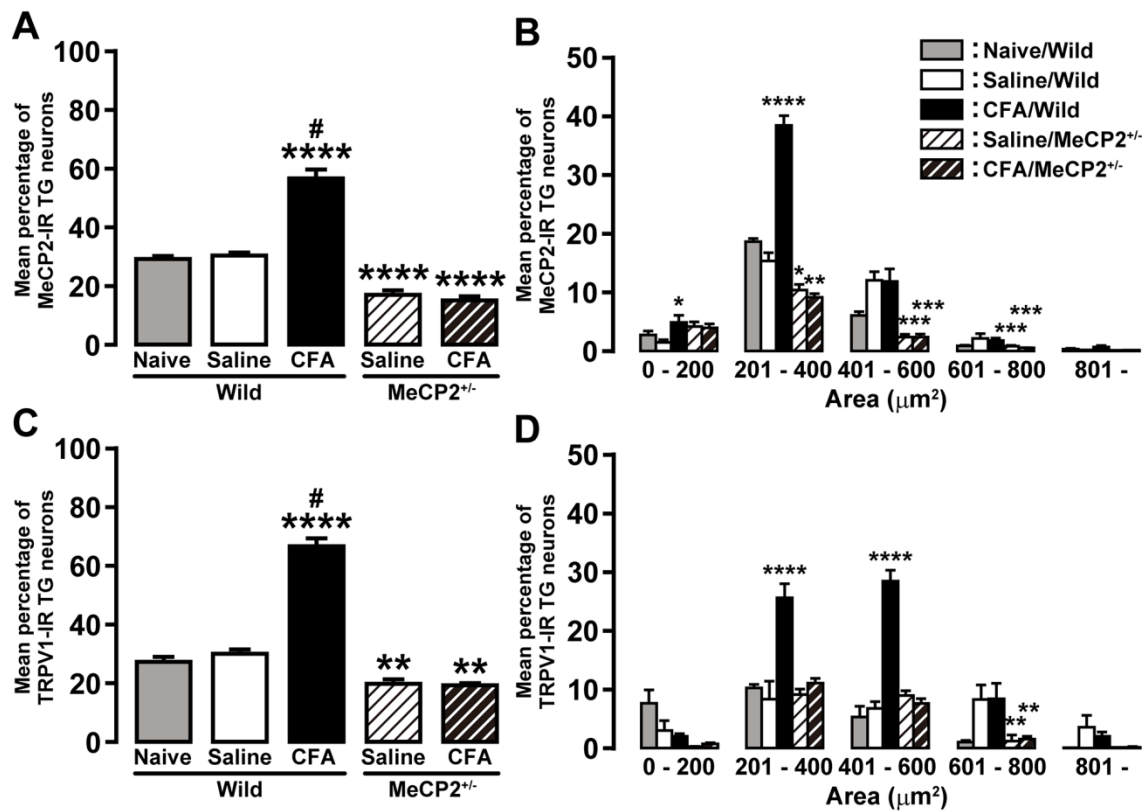 A
Mean percentage of
MeCP2-IR TG neurons
100
80
60
40
20
0
#
****
****
****
Naive Saline CFA Saline CFA
Wild MeCP2+/-
B
Mean percentage of
MeCP2-IR TG neurons
50
40
30
20
10
0
: Naive/Wild
: Saline/Wild
: CFA/Wild
: Saline/MeCP2+/-
: CFA/MeCP2+/-
*
****
*
**
***
***
***
***
0 - 200 201 - 400 401 - 600 601 - 800 801 -
Area (μm²)
C
Mean percentage of
TRPV1-IR TG neurons
100
80
60
40
20
0
#
****
**
**
Naive Saline CFA Saline CFA
Wild MeCP2+/-
D
Mean percentage of
TRPV1-IR TG neurons
50
40
30
20
10
0
****
****
**
**
0 - 200 201 - 400 401 - 600 601 - 800 801 -
Area (μm²)